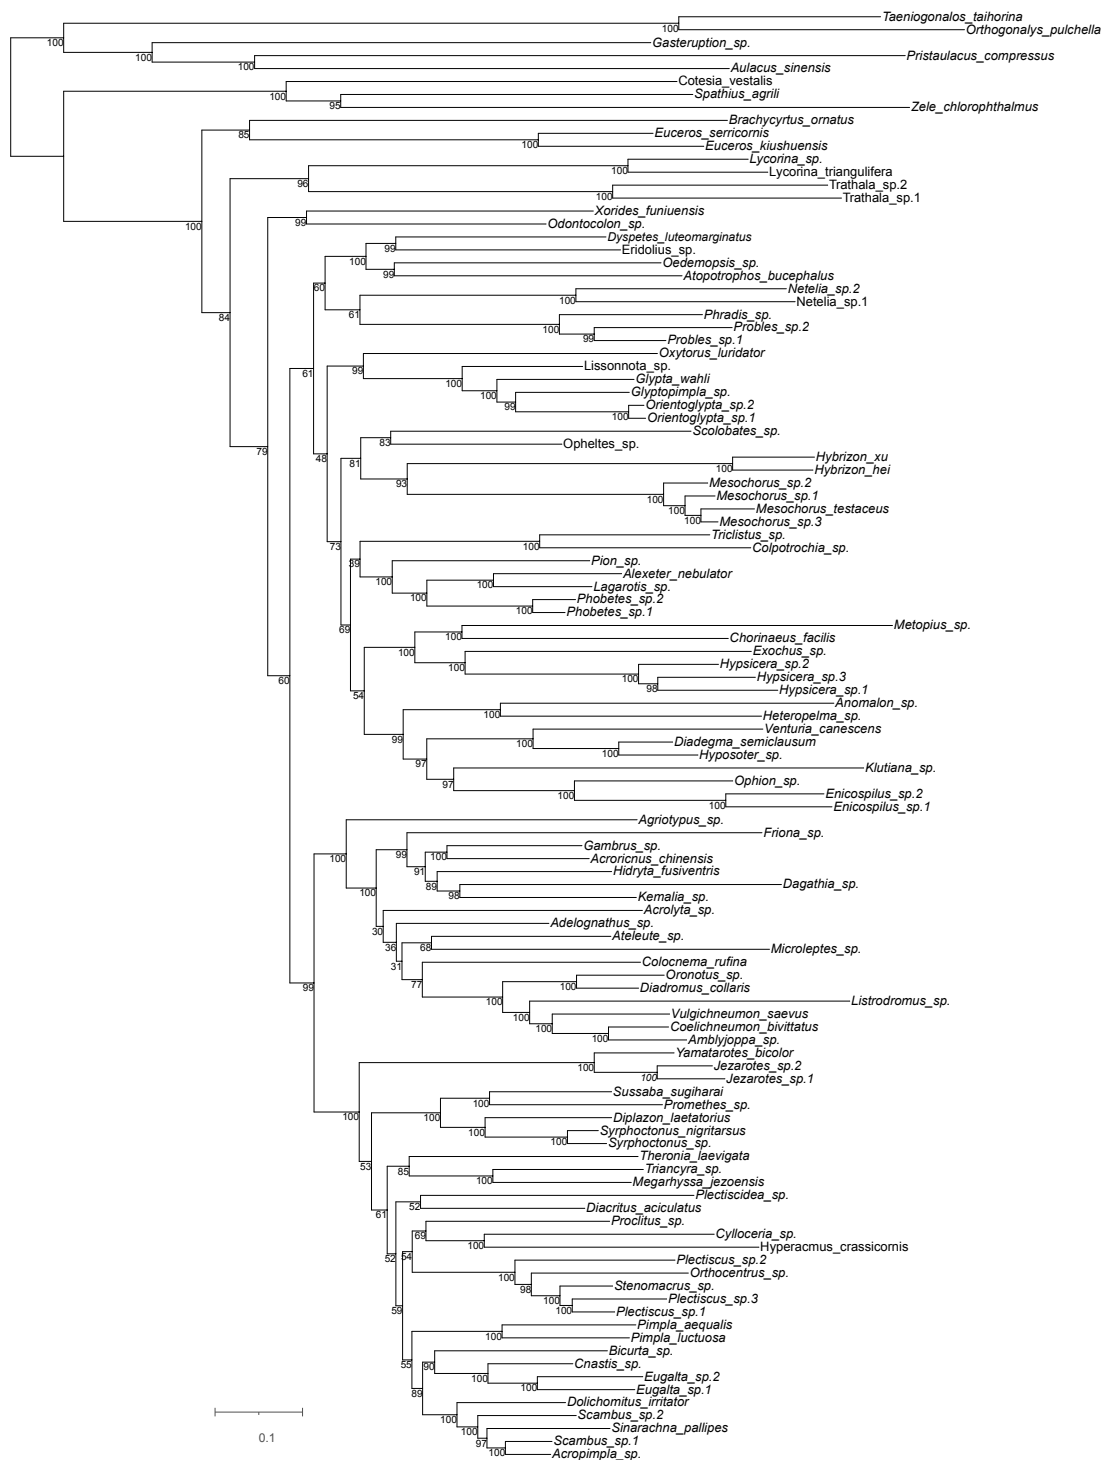 Taeniogonalos_taihorina
100
Orthogonalys_pulchella
100
Gasteruption_sp.
100
Pristaulacus_compressus
100
Aulacus_sinensis
Cotesia_vestalis
100
Spathius_agrili
95
Zele_chlorophthalmus
Brachycyrtus_ornatus
85
Euceros_serricornis
100
Euceros_kiushuensis
Lycorina_sp.
100
Lycorina_triangulifera
96
Trathala_sp.2
100
Trathala_sp.1
Xorides_funiuensis
99
Odontocolon_sp.
100
Dyspetes_luteomarginatus
99
Eridolius_sp.
100
Oedemopsis_sp.
99
Atopotrophos_bucephalus
60
Netelia_sp.2
100
Netelia_sp.1
61
Phradis_sp.
84
100
Probles_sp.2
99
Probles_sp.1
Oxytorus_luridator
99
Lissonnota_sp.
61
100
Glypta_wahli
100
Glyptopimpla_sp.
99
Orientoglypta_sp.2
100
Orientoglypta_sp.1
Scolobates_sp.
83
Opheltes_sp.
79
48
81
Hybrizon_xu
100
Hybrizon_hei
93
Mesochorus_sp.2
100
Mesochorus_sp.1
100
Mesochorus_testaceus
100
Mesochorus_sp.3
Triclistus_sp.
73
100
Colpotrochia_sp.
39
Pion_sp.
100
Alexeter_nebulator
100
Lagarotis_sp.
100
Phobetes_sp.2
100
Phobetes_sp.1
69
Metopius_sp.
100
Chorinaeus_facilis
100
Exochus_sp.
100
Hypsicera_sp.2
60
100
Hypsicera_sp.3
98
Hypsicera_sp.1
54
Anomalon_sp.
100
Heteropelma_sp.
99
Venturia_canescens
100
Diadegma_semiclausum
100
Hyposoter_sp.
97
Klutiana_sp.
97
Ophion_sp.
100
Enicospilus_sp.2
100
Enicospilus_sp.1
Agriotypus_sp.
Friona_sp.
100
99
Gambrus_sp.
100
Acroricnus_chinensis
91
Hidryta_fusiventris
89
Dagathia_sp.
100
98
Kemalia_sp.
Acrolyta_sp.
30
Adelognathus_sp.
36
Ateleute_sp.
68
Microleptes_sp.
31
Colocnema_rufina
99
77
Oronotus_sp.
100
Diadromus_collaris
100
Listrodromus_sp.
100
Vulgichneumon_saevus
100
Coelichneumon_bivittatus
100
Amblyjoppa_sp.
Yamatarotes_bicolor
100
Jezarotes_sp.2
100
Jezarotes_sp.1
Sussaba_sugiharai
100
Promethes_sp.
100
100
Diplazon_laetatorius
100
Syrphoctonus_nigritarsus
100
Syrphoctonus_sp.
Theronia_laevigata
53
85
Triancyra_sp.
100
Megarhyssa_jezoensis
Plectiscidea_sp.
61
52
Diacritus_aciculatus
Proclitus_sp.
69
Cylloceria_sp.
100
Hyperacmus_crassicornis
52
54
Plectiscus_sp.2
100
Orthocentrus_sp.
98
Stenomacrus_sp.
59
100
Plectiscus_sp.3
100
Plectiscus_sp.1
Pimpla_aequalis
100
Pimpla_luctuosa
55
Bicurta_sp.
90
Cnastis_sp.
100
Eugalta_sp.2
100
Eugalta_sp.1
89
Dolichomitus_irritator
100
Scambus_sp.2
100
Sinarachna_pallipes
97
Scambus_sp.1
100
Acropimpla_sp.
0.1